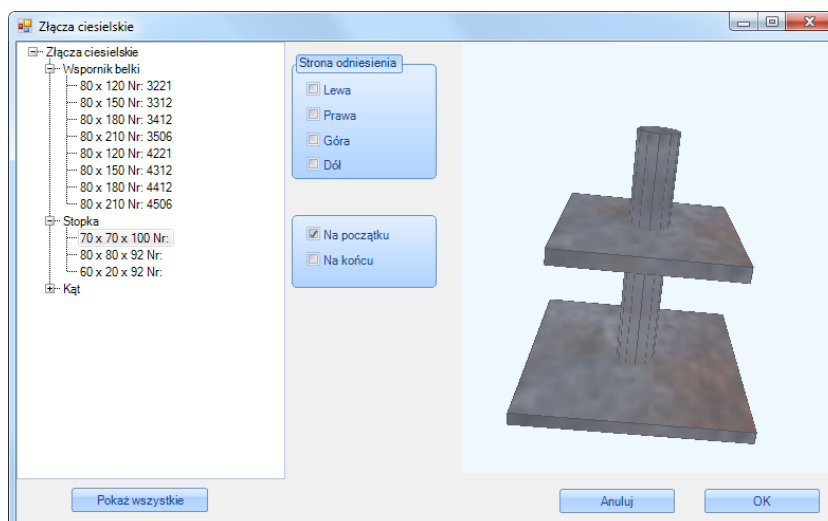 Złącza ciesielskie
Złącza ciesielskie
Wspornik belki
80 x 120 Nr: 3221
80 x 150 Nr: 3312
80 x 180 Nr: 3412
80 x 210 Nr: 3506
80 x 120 Nr: 4221
80 x 150 Nr: 4312
80 x 180 Nr: 4412
80 x 210 Nr: 4506
Stopka
70 x 70 x 100 Nr:
80 x 80 x 92 Nr:
60 x 20 x 92 Nr:
Kąt
Pokaż wszystkie
Strona odniesienia
Lewa
Prawa
Góra
Dół
Na początku
Na końcu
Anuluj
OK